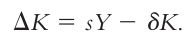 ΔK = sY − δK.